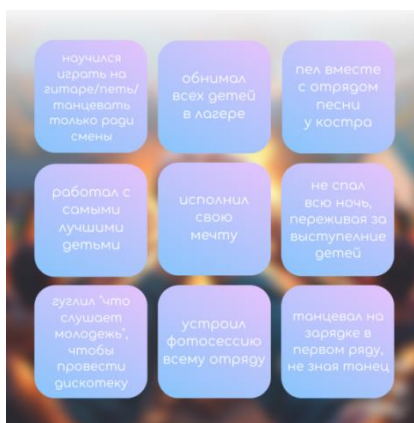 научился
играть на
гитаре/петь/
танцевать
только ради
смены
обнимал
всех детей
в лагере
пел вместе
с отрядом
песни
у костра
работал с
самыми
лучшими
детьми
исполнил
свою
мечту
не спал
всю ночь,
переживая за
выступелние
детей
гуглил "что
слушает
молодежь",
чтобы
провести
дискотеку
устроил
фотосессию
всему отряду
танцевал на
зарядке в
первом ряду,
не зная танец